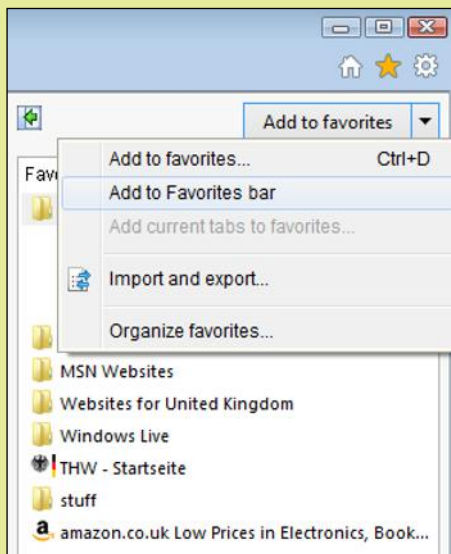 Add to favorites
Add to favorites... Ctrl+D
Fav
Add to Favorites bar
Add current tabs to favorites...
Import and export...
Organize favorites...
MSN Websites
Websites for United Kingdom
Windows Live
THW - Startseite
stuff
amazon.co.uk Low Prices in Electronics, Book...